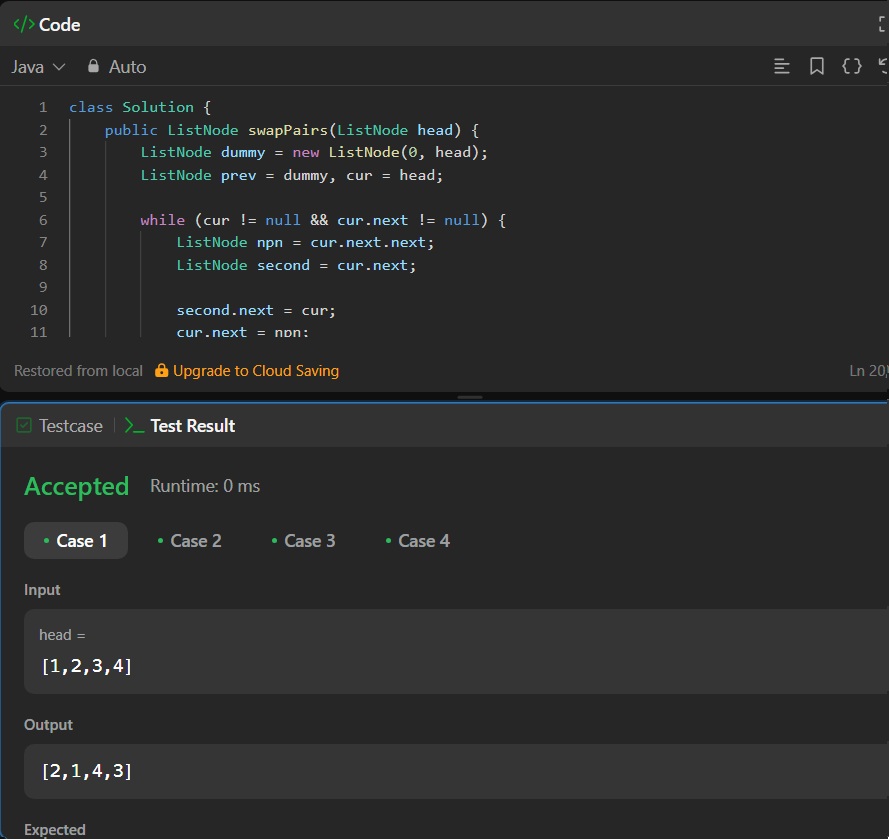 </> Code
Java Auto
1 class Solution {
2 public ListNode swapPairs(ListNode head) {
3 ListNode dummy = new ListNode(0, head);
4 ListNode prev = dummy, cur = head;
5
6 while (cur != null && cur.next != null) {
7 ListNode npn = cur.next.next;
8 ListNode second = cur.next;
9
10 second.next = cur;
11 cur.next = npn;
Restored from local Upgrade to Cloud Saving Ln 20,
Testcase Test Result
Accepted Runtime: 0 ms
Case 1 Case 2 Case 3 Case 4
Input
head =
[1,2,3,4]
Output
[2,1,4,3]
Expected